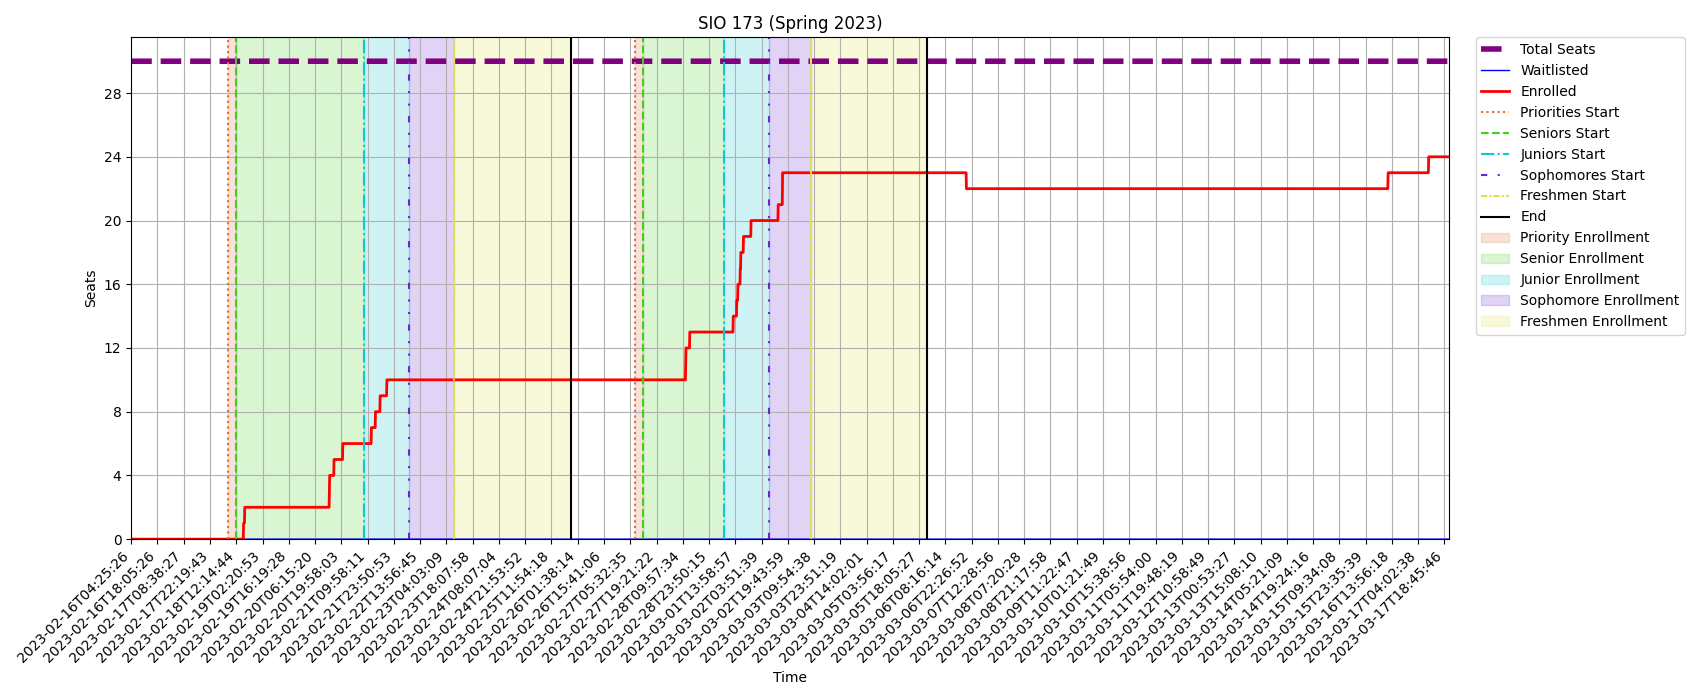 SIO 173 (Spring 2023)
Total Seats
Waitlisted
Enrolled
Priorities Start
Seniors Start
Juniors Start
Sophomores Start
Freshmen Start
End
Priority Enrollment
Senior Enrollment
Junior Enrollment
Sophomore Enrollment
Freshmen Enrollment
Seats
28
24
20
16
12
8
4
0
2023-02-16T04:25:26
2023-02-16T18:05:26
2023-02-17T08:38:27
2023-02-17T22:19:43
2023-02-18T12:14:44
2023-02-19T02:20:53
2023-02-19T16:19:28
2023-02-20T06:15:20
2023-02-20T19:58:03
2023-02-21T09:58:11
2023-02-21T23:50:53
2023-02-22T13:56:45
2023-02-23T04:03:09
2023-02-23T18:07:58
2023-02-24T08:07:04
2023-02-24T21:53:52
2023-02-25T11:54:18
2023-02-26T01:38:14
2023-02-26T15:41:06
2023-02-27T05:32:35
2023-02-27T19:21:22
2023-02-28T09:57:34
2023-02-28T23:50:15
2023-03-01T13:58:57
2023-03-02T03:51:39
2023-03-02T19:43:59
2023-03-03T09:54:38
2023-03-03T23:51:19
2023-03-04T14:02:01
2023-03-05T03:56:17
2023-03-05T18:05:27
2023-03-06T08:16:14
2023-03-06T22:26:52
2023-03-07T12:28:56
2023-03-08T07:20:28
2023-03-08T21:17:58
2023-03-09T11:22:47
2023-03-10T01:21:49
2023-03-10T15:38:56
2023-03-11T05:54:00
2023-03-11T19:48:19
2023-03-12T10:58:49
2023-03-13T00:53:27
2023-03-13T15:08:10
2023-03-14T05:21:09
2023-03-14T19:24:16
2023-03-15T09:34:08
2023-03-15T23:35:39
2023-03-16T13:56:18
2023-03-17T04:02:38
2023-03-17T18:45:46
Time